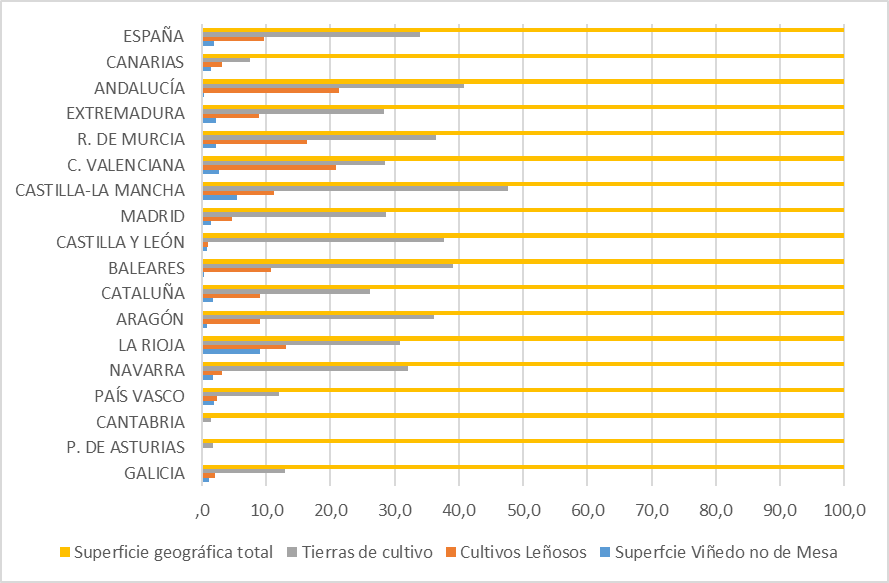 ESPAÑA
CANARIAS
ANDALUCÍA
EXTREMADURA
R. DE MURCIA
C. VALENCIANA
CASTILLA-LA MANCHA
MADRID
CASTILLA Y LEÓN
BALEARES
CATALUÑA
ARAGÓN
LA RIOJA
NAVARRA
PAÍS VASCO
CANTABRIA
P. DE ASTURIAS
GALICIA
,0 10,0 20,0 30,0 40,0 50,0 60,0 70,0 80,0 90,0 100,0
Superficie geográfica total Tierras de cultivo Cultivos Leñosos Superfcie Viñedo no de Mesa